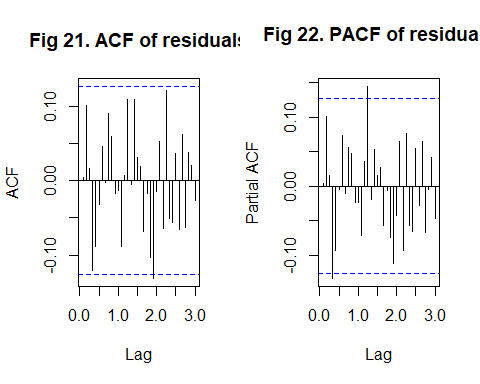 Fig 21. ACF of residuals
Fig 22. PACF of residua
ACF
0.10
0.00
-0.10
0.0
1.0
2.0
3.0
Lag
Partial ACF
0.10
0.00
-0.10
0.0
1.0
2.0
3.0
Lag